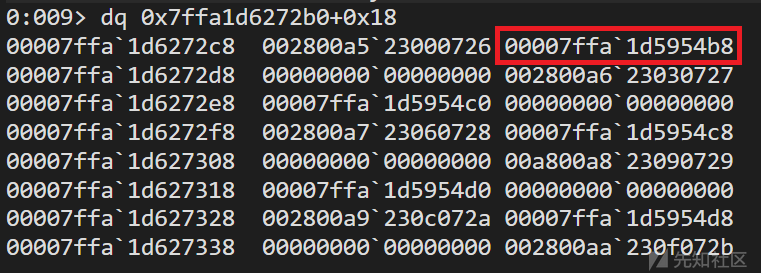 0:009> dq 0x7ffa1d6272b0+0x18
00007ffa`1d6272c8  002800a5`23000726 00007ffa`1d5954b8
00007ffa`1d6272d8  00000000`00000000 002800a6`23030727
00007ffa`1d6272e8  00007ffa`1d5954c0 00000000`00000000
00007ffa`1d6272f8  002800a7`23060728 00007ffa`1d5954c8
00007ffa`1d627308  00000000`00000000 00a800a8`23090729
00007ffa`1d627318  00007ffa`1d5954d0 00000000`00000000
00007ffa`1d627328  002800a9`230c072a 00007ffa`1d5954d8
00007ffa`1d627338  00000000`00000000 002800aa`230f072b
先知社区